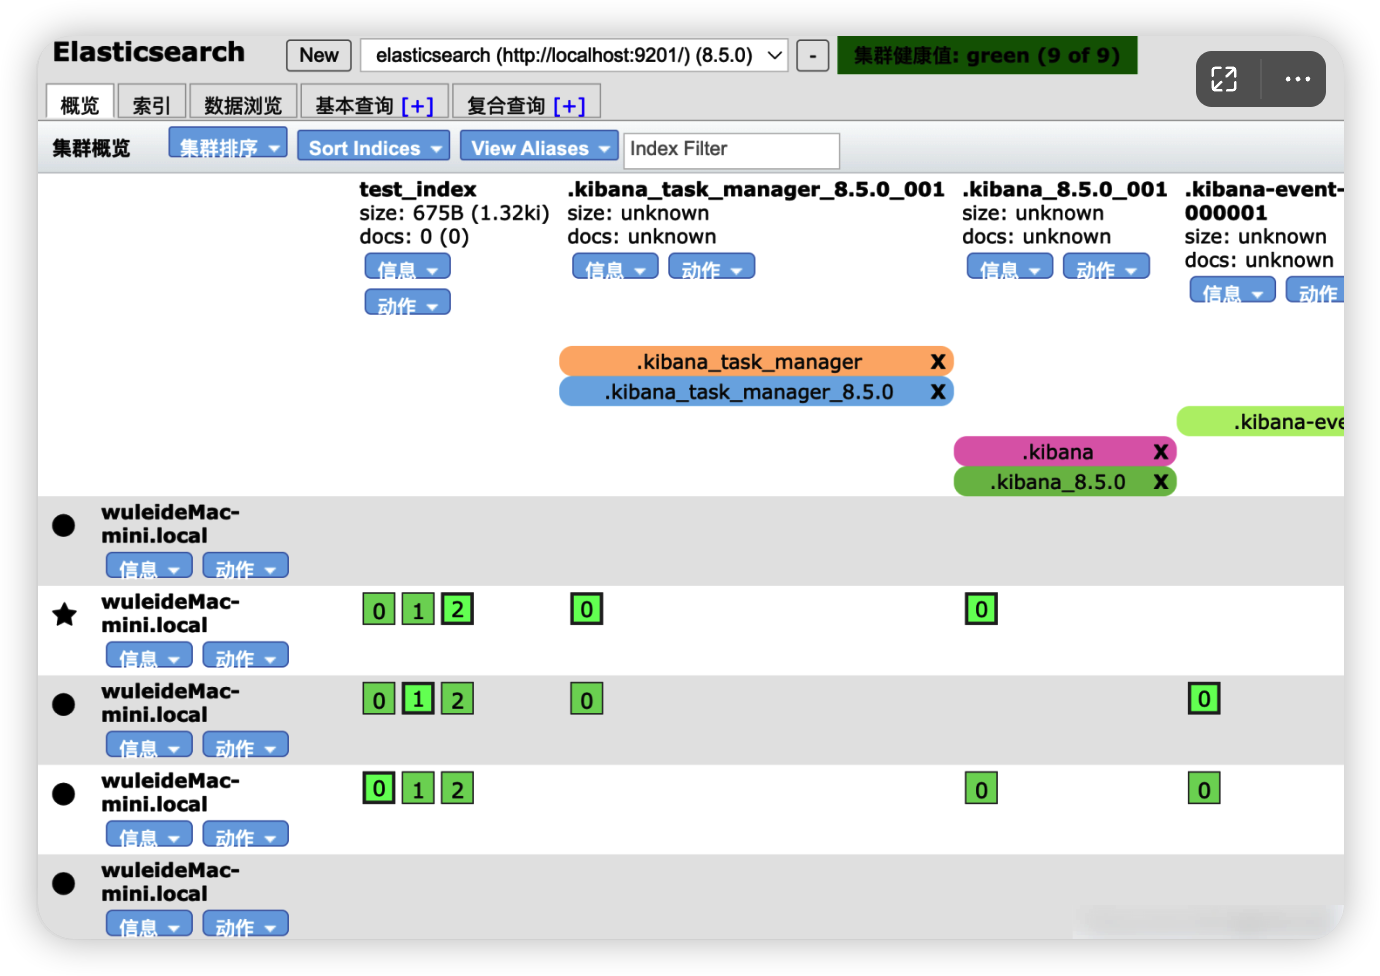 Elasticsearch New elasticsearch (http://localhost:9201/) (8.5.0) - 集群健康值: green (9 of 9)
概览 索引 数据浏览 基本查询 [+] 复合查询 [+]
集群概览 集群排序 Sort Indices View Aliases Index Filter
test_index
size: 675B (1.32ki)
docs: 0 (0)
信息
动作
.kibana_task_manager_8.5.0_001
size: unknown
docs: unknown
信息 动作
.kibana_8.5.0_001
size: unknown
docs: unknown
信息 动作
.kibana-event-
000001
size: unknown
docs: unknown
信息 动作
.kibana_task_manager X
.kibana_task_manager_8.5.0 X
.kibana-eve
.kibana X
.kibana_8.5.0 X
wuleideMac-
mini.local
信息 动作
wuleideMac-
mini.local
信息 动作
0 1 2 0 0
wuleideMac-
mini.local
信息 动作
0 1 2 0 0
wuleideMac-
mini.local
信息 动作
0 1 2 0 0
wuleideMac-
mini.local
信息 动作